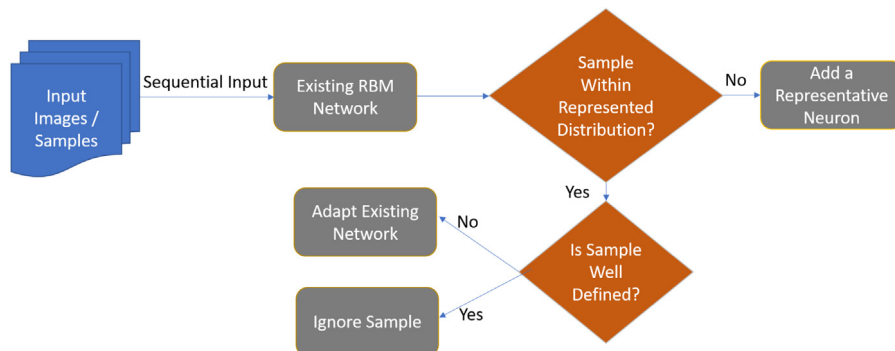 Input
Images /
Samples
Sequential Input
Existing RBM
Network
Sample
Within
Represented
Distribution?
No
Add a
Representative
Neuron
Yes
Is Sample
Well
Defined?
No
Adapt Existing
Network
Yes
Ignore Sample